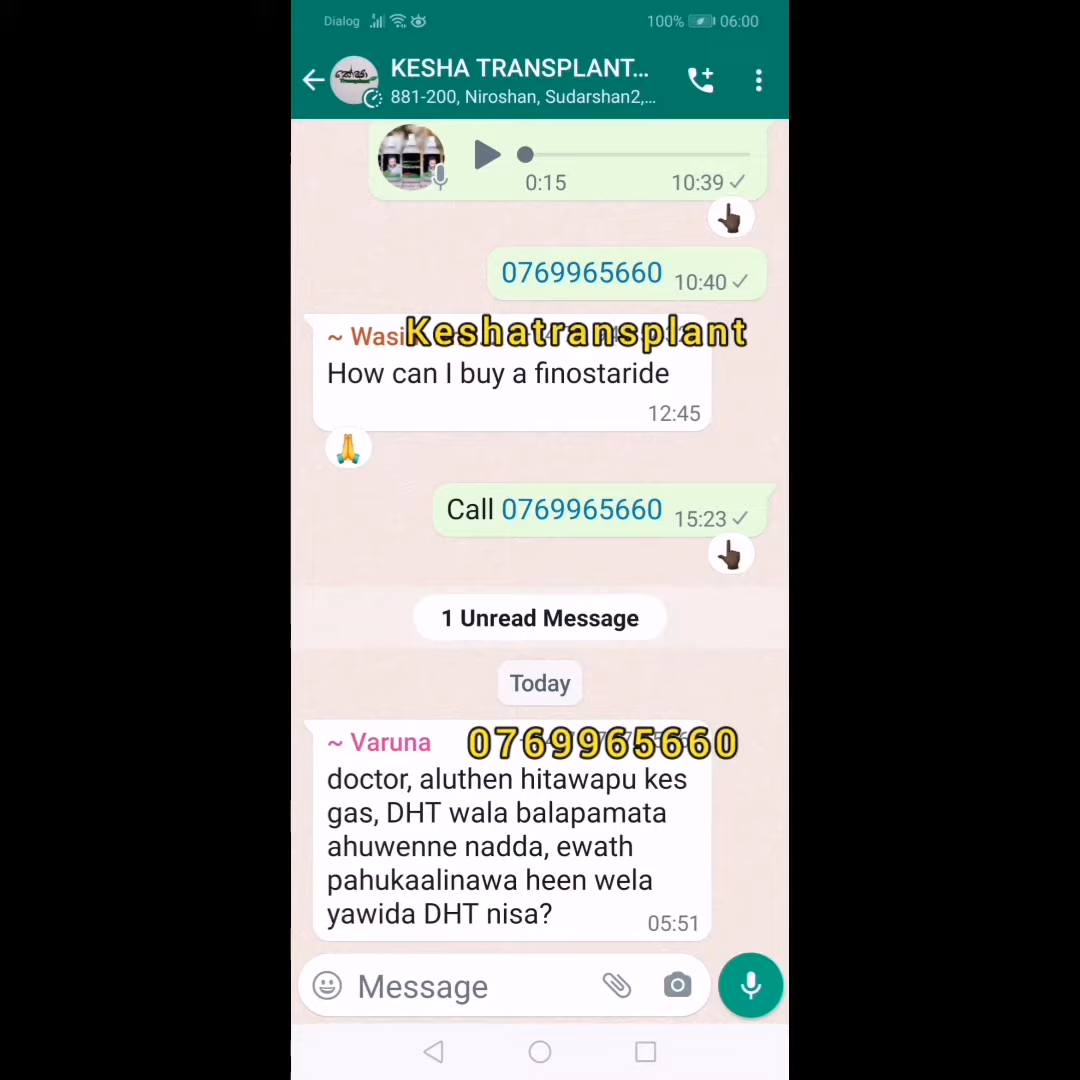 Dialog 100% 06:00
KESHA TRANSPLANT...
881-200, Niroshan, Sudarshan2,...
0:15 10:39
0769965660 10:40
~ Wasi
Keshatransplant
How can I buy a finostaride
12:45
Call 0769965660 15:23
1 Unread Message
Today
~ Varuna
0769965660
doctor, aluthen hitawapu kes
gas, DHT wala balapamata
ahuwenne nadda, ewath
pahukaalinawa heen wela
yawida DHT nisa?
05:51
Message